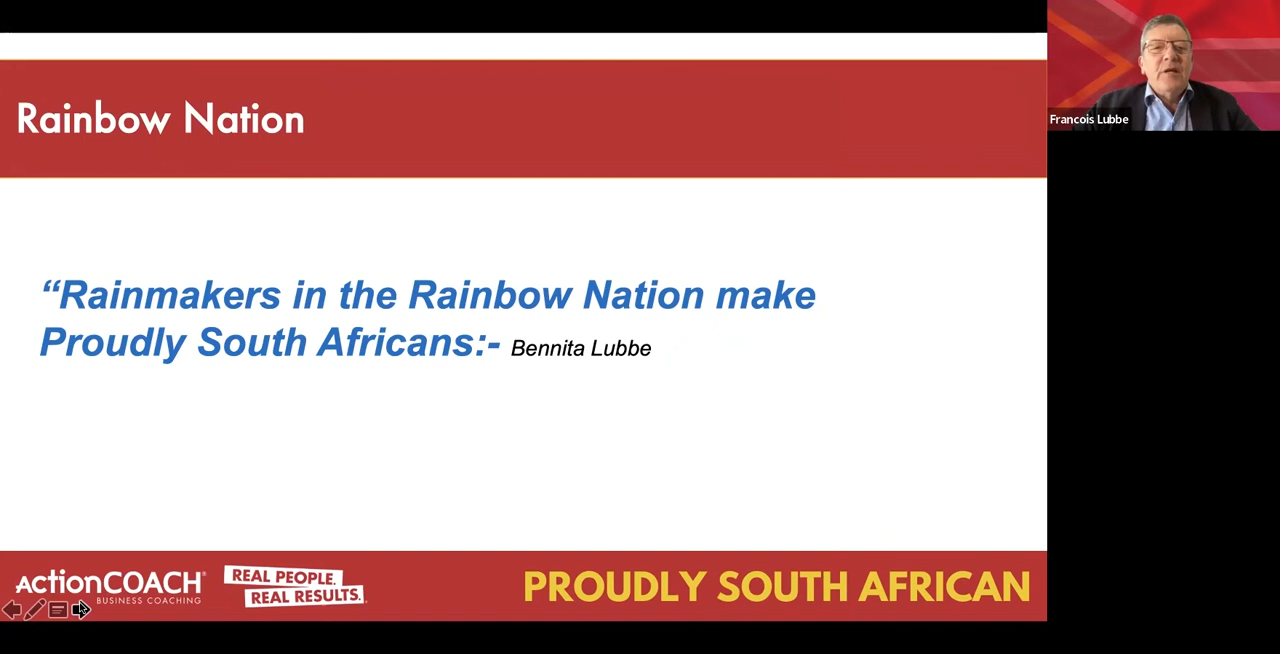 Rainbow Nation
Francois Lubbe
“Rainmakers in the Rainbow Nation make
Proudly South Africans:- Bennita Lubbe
ACTIONCOACH®
BUSINESS COACHING
REAL PEOPLE.
REAL RESULTS.
PROUDLY SOUTH AFRICAN